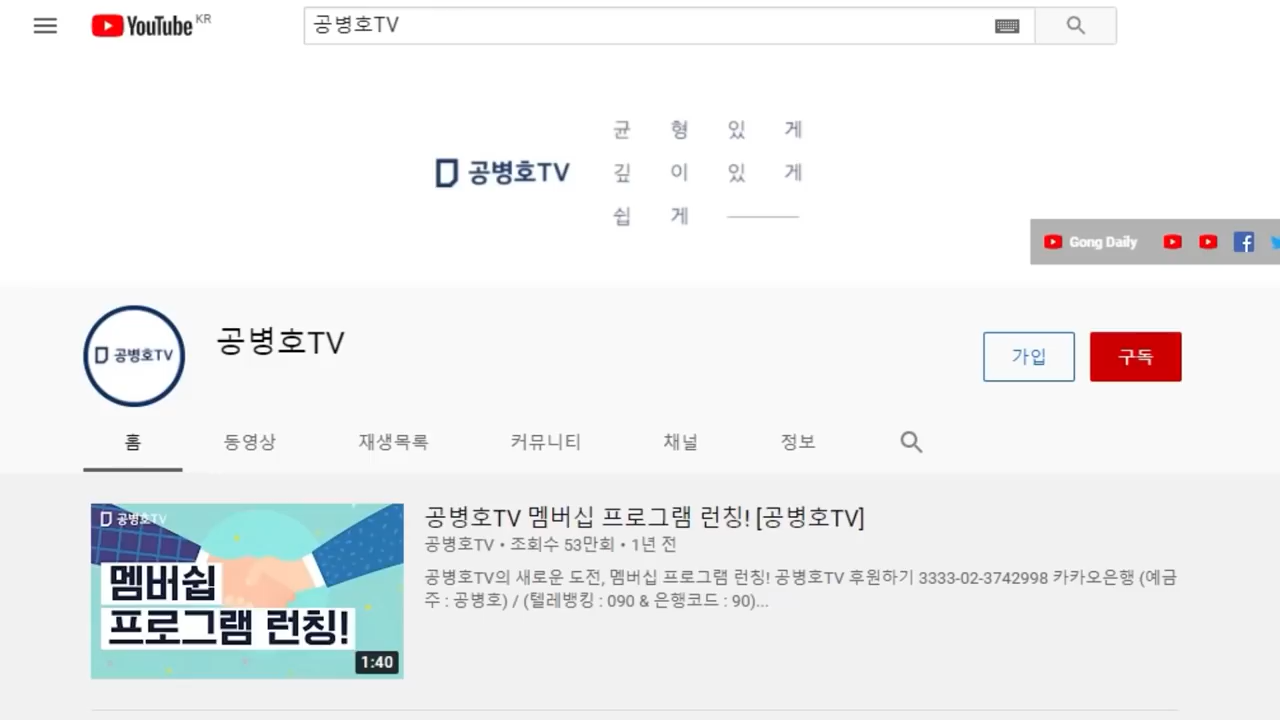 YouTube KR
공병호TV
균 형 있 게
공병호TV
깊 이 있 게
쉽 게
Gong Daily
공병호TV
공병호TV
가입
구독
홈 동영상 재생목록 커뮤니티 채널 정보
공병호TV
멤버쉽
프로그램 런칭!
1:40
공병호TV 멤버십 프로그램 런칭! [공병호TV]
공병호TV • 조회수 53만회 • 1년 전
공병호TV의 새로운 도전, 멤버십 프로그램 런칭! 공병호TV 후원하기 3333-02-3742998 카카오은행 (예금
주 : 공병호) / (텔레뱅킹 : 090 & 은행코드 : 90)...